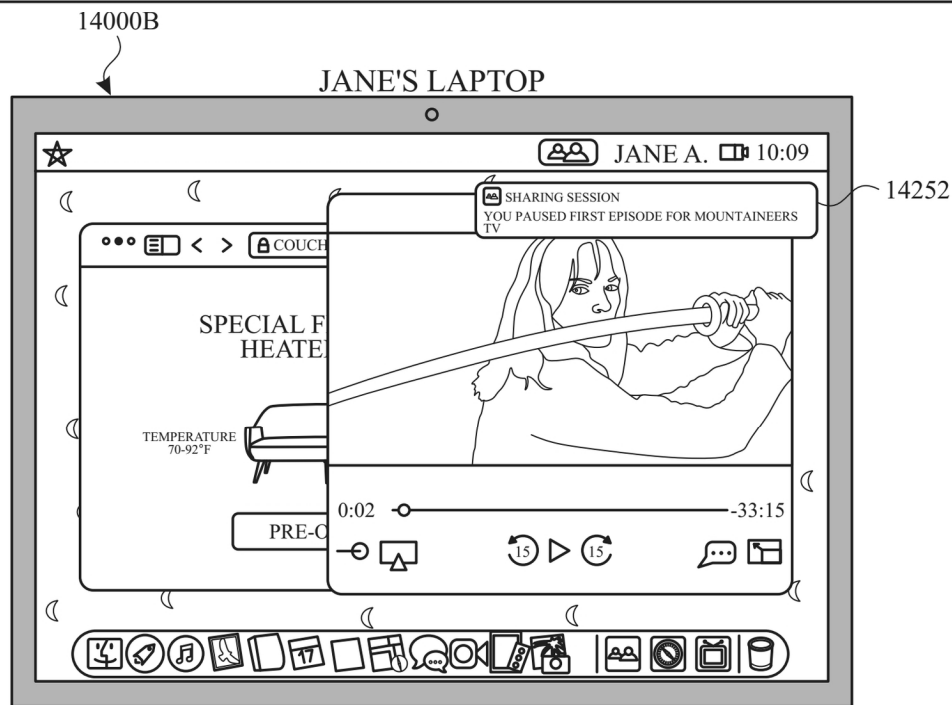 14000B
JANE'S LAPTOP
JANE A. 10:09
14252
SHARING SESSION
YOU PAUSED FIRST EPISODE FOR MOUNTAINEERS
TV
COUCH
SPECIAL F
HEATE
TEMPERATURE
70-92°F
PRE-O
0:02 -33:15
15 15
17